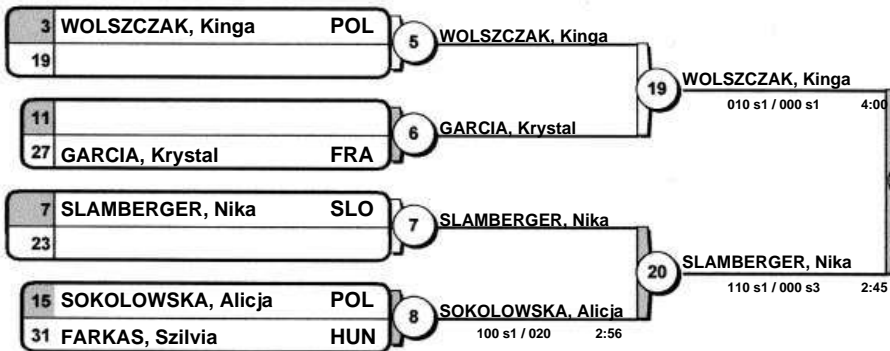 3 WOLSZCZAK, Kinga POL
19
5 WOLSZCZAK, Kinga
11
27 GARCIA, Krystal FRA
6 GARCIA, Krystal
19 WOLSZCZAK, Kinga
010 s1 / 000 s1 4:00
7 SLAMBERGER, Nika SLO
23
7 SLAMBERGER, Nika
15 SOKOLOWSKA, Alicja POL
31 FARKAS, Szilvia HUN
8 SOKOLOWSKA, Alicja
100 s1 / 020 2:56
20 SLAMBERGER, Nika
110 s1 / 000 s3 2:45